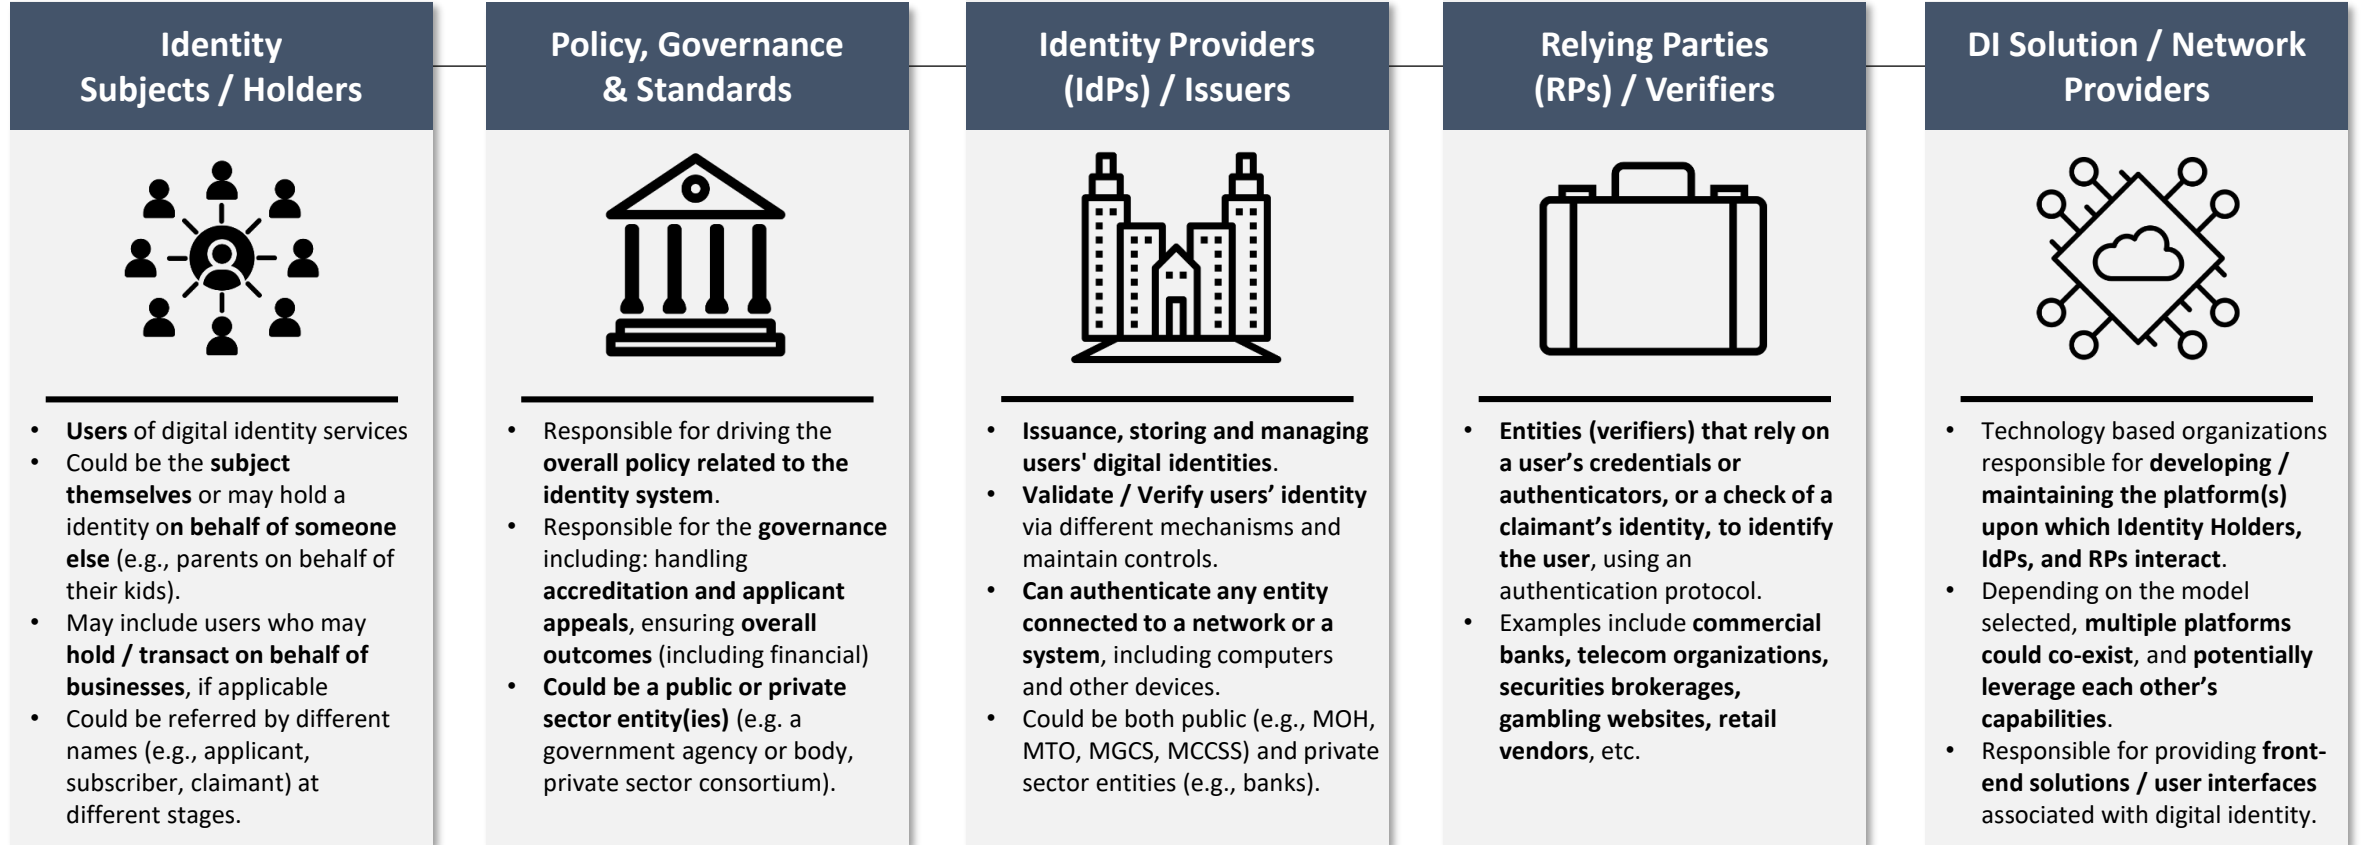 Identity
Subjects / Holders
• Users of digital identity services
• Could be the subject
themselves or may hold a
identity on behalf of someone
else (e.g., parents on behalf of
their kids).
• May include users who may
hold / transact on behalf of
businesses, if applicable
• Could be referred by different
names (e.g., applicant,
subscriber, claimant) at
different stages.
Policy, Governance
& Standards
• Responsible for driving the
overall policy related to the
identity system.
• Responsible for the governance
including: handling
accreditation and applicant
appeals, ensuring overall
outcomes (including financial)
• Could be a public or private
sector entity(ies) (e.g. a
government agency or body,
private sector consortium).
Identity Providers
(IdPs) / Issuers
• Issuance, storing and managing
users' digital identities.
• Validate / Verify users’ identity
via different mechanisms and
maintain controls.
• Can authenticate any entity
connected to a network or a
system, including computers
and other devices.
• Could be both public (e.g., MOH,
MTO, MGCS, MCCSS) and private
sector entities (e.g., banks).
Relying Parties
(RPs) / Verifiers
• Entities (verifiers) that rely on
a user’s credentials or
authenticators, or a check of a
claimant’s identity, to identify
the user, using an
authentication protocol.
• Examples include commercial
banks, telecom organizations,
securities brokerages,
gambling websites, retail
vendors, etc.
DI Solution / Network
Providers
• Technology based organizations
responsible for developing /
maintaining the platform(s)
upon which Identity Holders,
IdPs, and RPs interact.
• Depending on the model
selected, multiple platforms
could co-exist, and potentially
leverage each other’s
capabilities.
• Responsible for providing front-
end solutions / user interfaces
associated with digital identity.